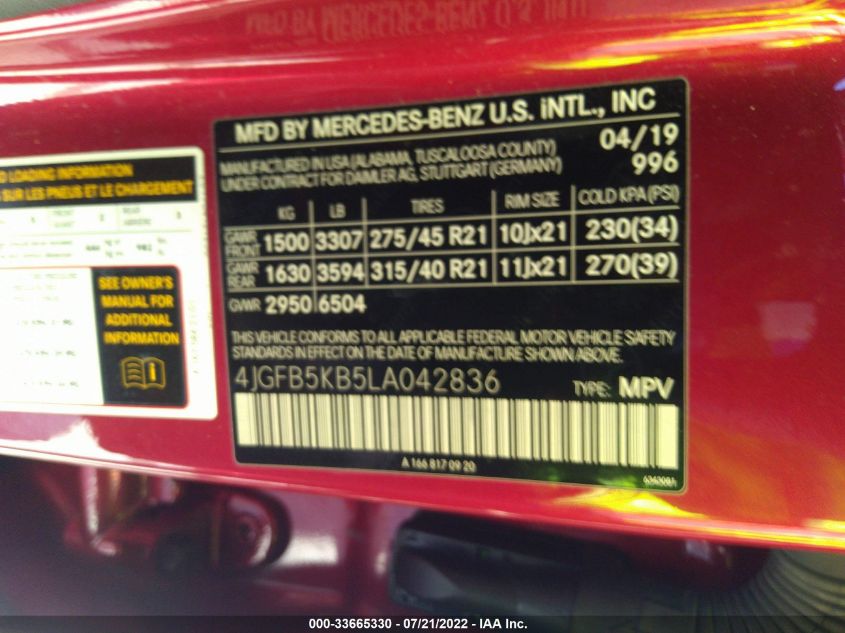 MFD BY MERCEDES-BENZ U.S. iNTL., INC
MANUFACTURED IN USA (ALABAMA, TUSCALOOSA COUNTY) 04/19
UNDER CONTRACT FOR DAIMLER AG, STUTTGART (GERMANY) 996
KG LB TIRES RIM SIZE COLD KPA (PSI)
GAWR FRONT 1500 3307 275/45 R21 10Jx21 230(34)
GAWR REAR 1630 3594 315/40 R21 11Jx21 270(39)
GVWR 2950 6504
THIS VEHICLE CONFORMS TO ALL APPLICABLE FEDERAL MOTOR VEHICLE SAFETY
STANDARDS IN EFFECT ON THE DATE OF MANUFACTURE SHOWN ABOVE.
4JGFB5KB5LA042836 TYPE: MPV
A 166 817 09 20
LOADING INFORMATION
SUR LES PNEUS ET LE CHARGEMENT
SEE OWNER'S
MANUAL FOR
ADDITIONAL
INFORMATION
000-33665330 - 07/21/2022 - IAA Inc.